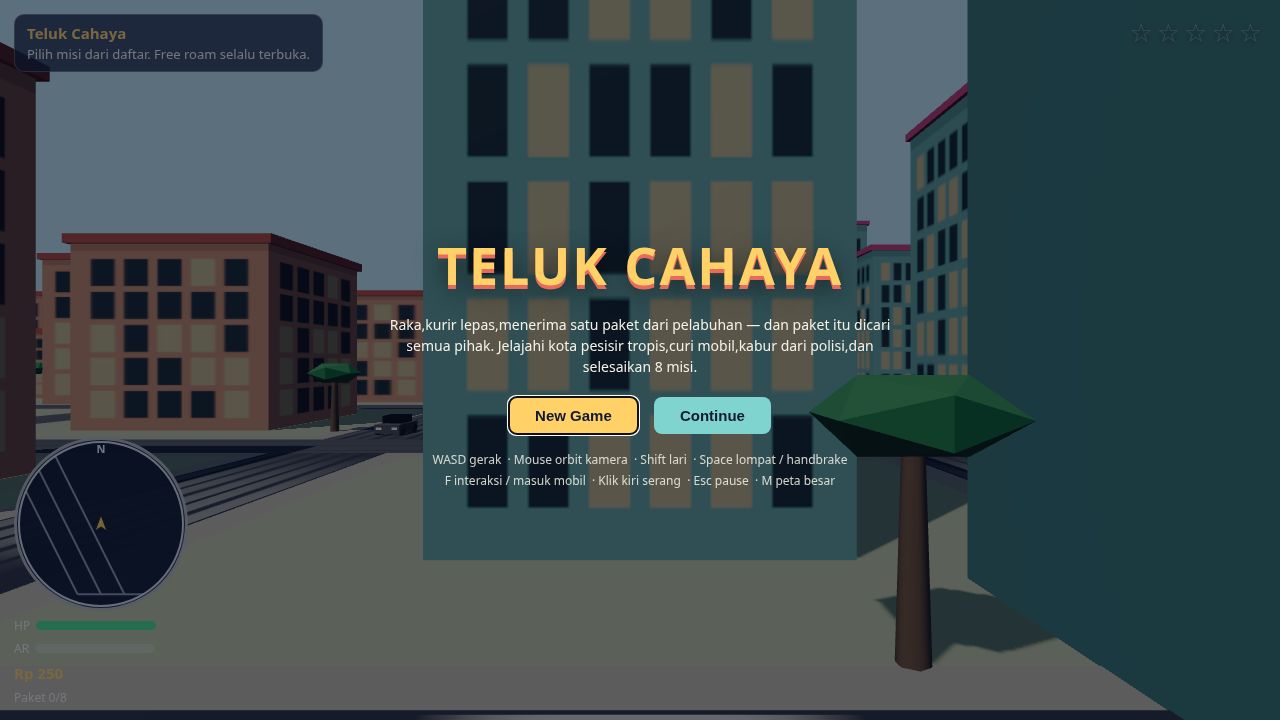 Teluk Cahaya
Pilih misi dari daftar. Free roam selalu terbuka.
TELUK CAHAYA
Raka,kurir lepas,menerima satu paket dari pelabuhan — dan paket itu dicari
semua pihak. Jelajahi kota pesisir tropis,curi mobil,kabur dari polisi,dan
selesaikan 8 misi.
New Game
Continue
WASD gerak · Mouse orbit kamera · Shift lari · Space lompat / handbrake
F interaksi / masuk mobil · Klik kiri serang · Esc pause · M peta besar
N
HP
AR
Rp 250
Paket 0/8